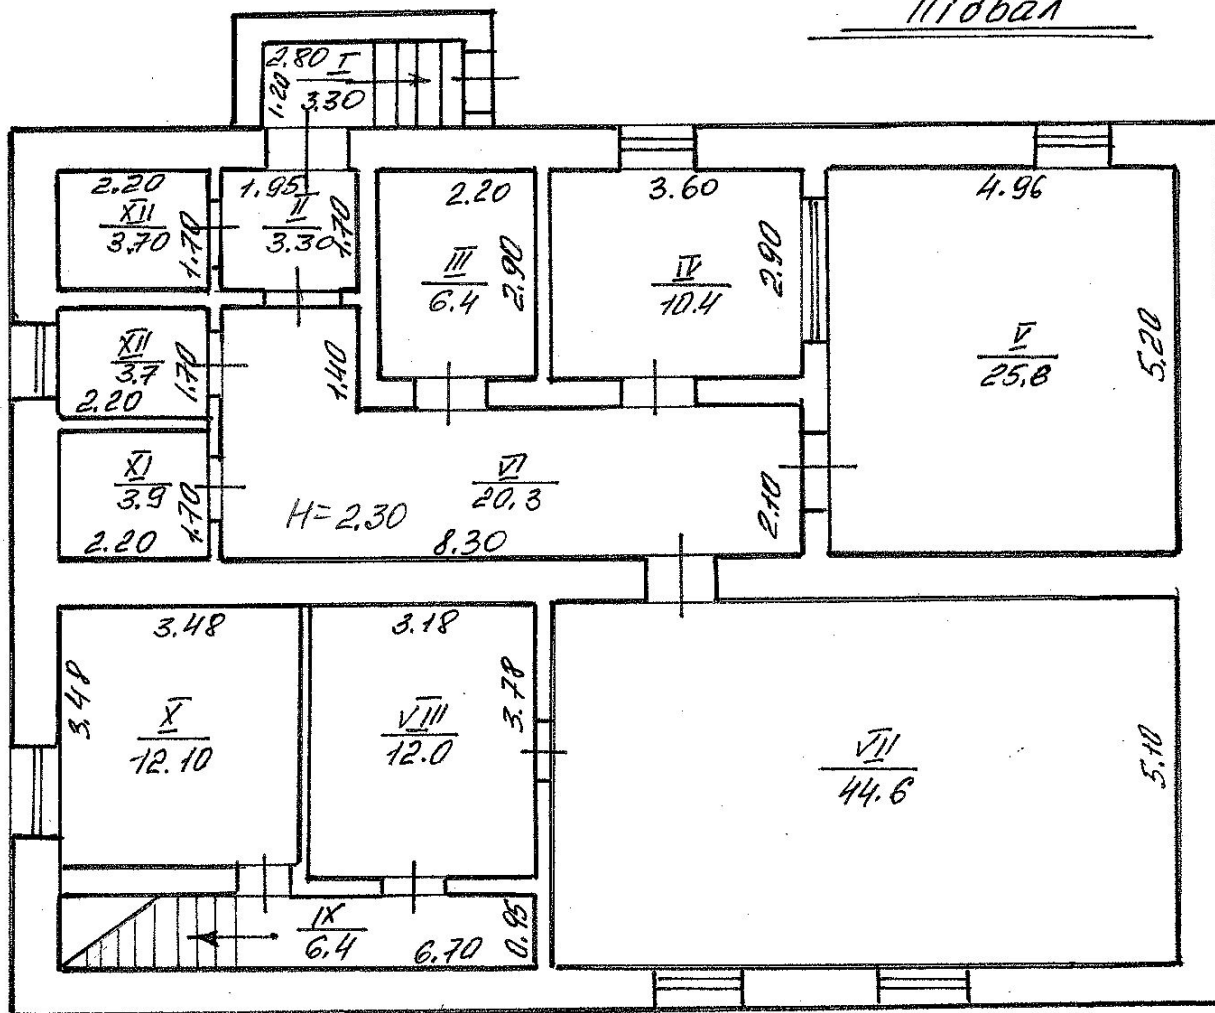 Підвал
2.80 I
1.20
3.30
2.20
XII
3.70
1.70
1.95
II
3.30
1.70
2.20
III
6.4
2.90
3.60
IV
10.4
2.90
4.96
V
25.8
5.20
XII
3.7
1.70
2.20
1.40
XI
3.9
1.70
2.20
VI
20.3
H=2.30
8.30
2.10
3.48
3.48
X
12.10
3.18
VIII
12.0
3.78
VII
44.6
5.10
IX
6.4
6.70
0.95